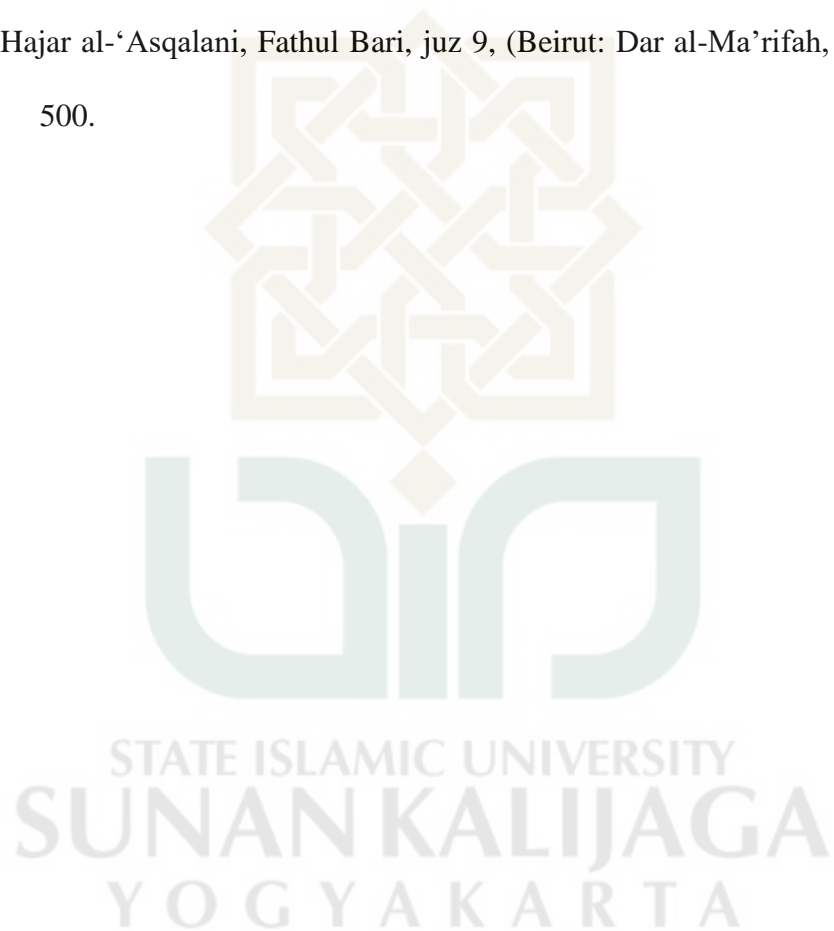 Hajar al-‘Asqalani, Fathul Bari, juz 9, (Beirut: Dar al-Ma’rifah,
500.
STATE ISLAMIC UNIVERSITY
SUNAN KALIJAGA
YOGYAKARTA